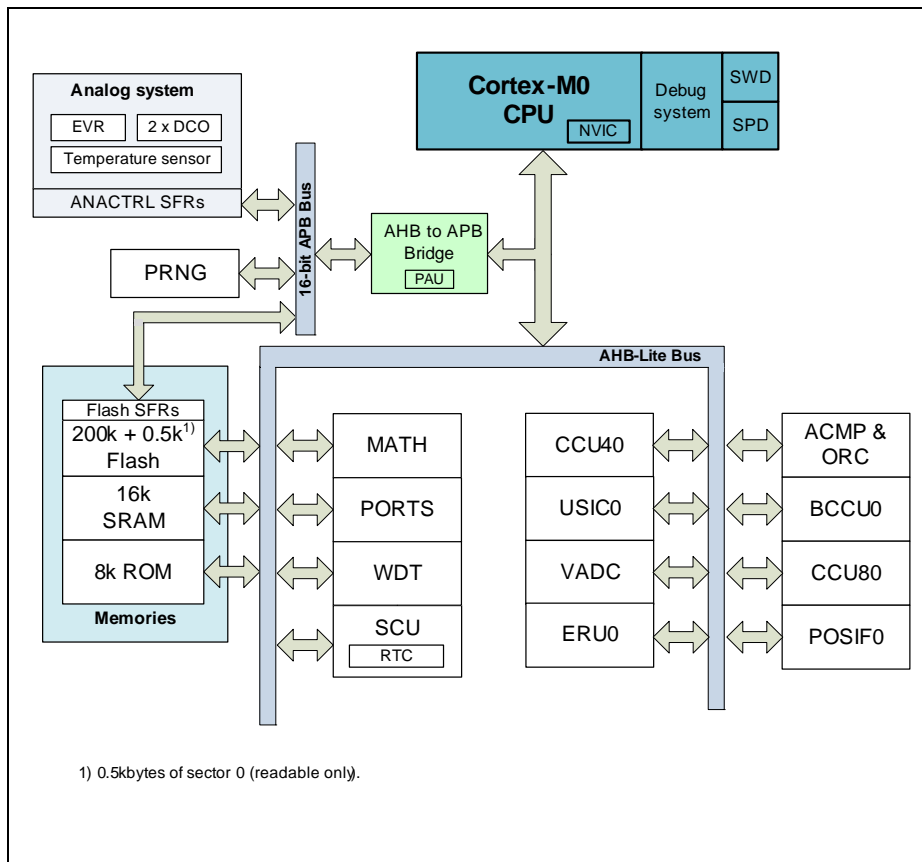 Analog system
EVR
2 x DCO
Temperature sensor
ANACTRL SFRs
PRNG
16-bit APB Bus
AHB to APB
Bridge
PAU
Cortex-M0
CPU
NVIC
Debug
system
SWD
SPD
AHB-Lite Bus
Flash SFRs
200k + 0.5k1)
Flash
16k
SRAM
8k ROM
Memories
MATH
PORTS
WDT
SCU
RTC
CCU40
USIC0
VADC
ERU0
ACMP &
ORC
BCCU0
CCU80
POSIF0
1) 0.5kbytes of sector 0 (readable only).